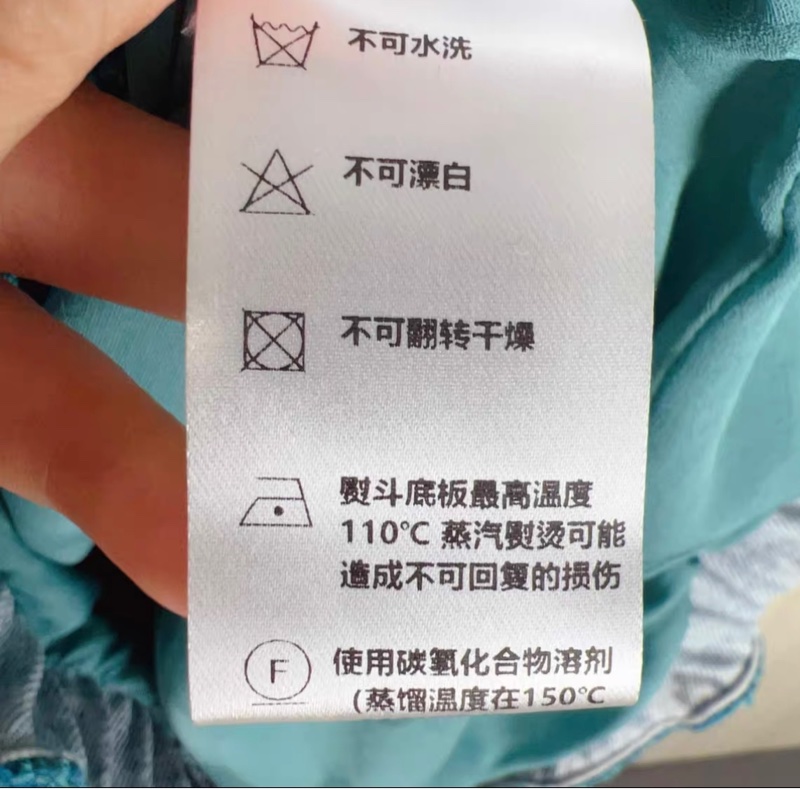 不可水洗
不可漂白
不可翻转干燥
熨斗底板最高温度
110℃ 蒸汽熨烫可能
造成不可回复的损伤
F
使用碳氢化合物溶剂
(蒸馏温度在150℃